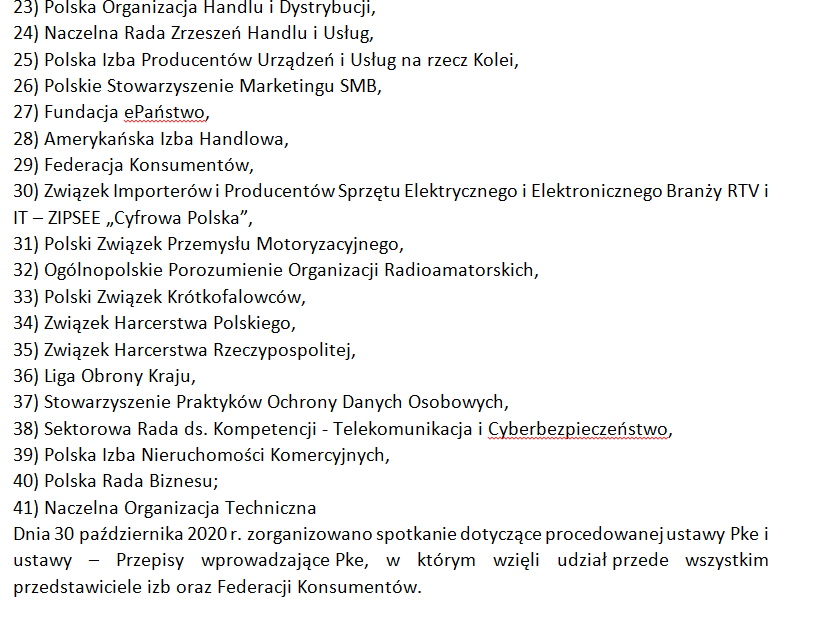 23) Polska Organizacja Handlu i Dystrybucji,
24) Naczelna Rada Zrzeszeń Handlu i Usług,
25) Polska Izba Producentów Urządzeń i Usług na rzecz Kolei,
26) Polskie Stowarzyszenie Marketingu SMB,
27) Fundacja ePaństwo,
28) Amerykańska Izba Handlowa,
29) Federacja Konsumentów,
30) Związek Importerów i Producentów Sprzętu Elektrycznego i Elektronicznego Branży RTV i
IT – ZIPSEE „Cyfrowa Polska”,
31) Polski Związek Przemysłu Motoryzacyjnego,
32) Ogólnopolskie Porozumienie Organizacji Radioamatorskich,
33) Polski Związek Krótkofalowców,
34) Związek Harcerstwa Polskiego,
35) Związek Harcerstwa Rzeczypospolitej,
36) Liga Obrony Kraju,
37) Stowarzyszenie Praktyków Ochrony Danych Osobowych,
38) Sektorowa Rada ds. Kompetencji - Telekomunikacja i Cyberbezpieczeństwo,
39) Polska Izba Nieruchomości Komercyjnych,
40) Polska Rada Biznesu;
41) Naczelna Organizacja Techniczna
Dnia 30 października 2020 r. zorganizowano spotkanie dotyczące procedowanej ustawy Pke i
ustawy – Przepisy wprowadzające Pke, w którym wzięli udział przede wszystkim
przedstawiciele izb oraz Federacji Konsumentów.